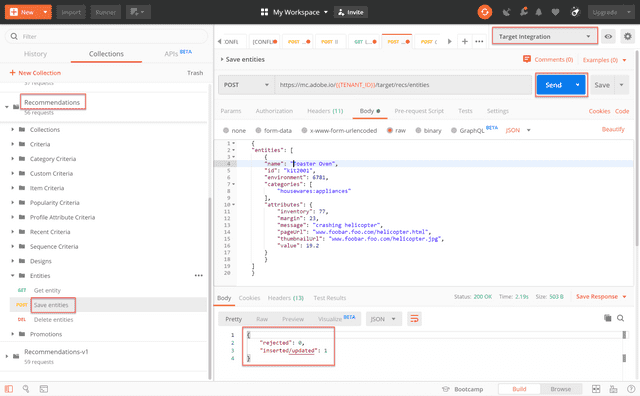 New
Import
Runner
My Workspace
Invite
Upgrade
Filter
History
Collections
APIs BETA
New Collection
Trash
37 requests
Recommendations
56 requests
Collections
Criteria
Category Criteria
Custom Criteria
Item Criteria
Popularity Criteria
Profile Attribute Criteria
Recent Criteria
Sequence Criteria
Designs
Entities
GET Get entity
POST Save entities
DEL Delete entities
Promotions
Recommendations-v1
59 requests
POST
GET
POST
Target Integration
Save entities
Comments (0)
Examples (0)
POST
https://mc.adobe.io/{{TENANT_ID}}/target/recs/entities
Send
Save
Params
Authorization
Headers (11)
Body
Pre-request Script
Tests
Settings
Cookies
Code
none
form-data
x-www-form-urlencoded
raw
binary
GraphQL BETA
JSON
Beautify
1 {
2 "entities": [
3 {
4 "name": "Toaster Oven",
5 "id": "kit2001",
6 "environment": 6781,
7 "categories": [
8 "housewares:appliances"
9 ],
10 "attributes": {
11 "inventory": 77,
12 "margin": 23,
13 "message": "crashing helicopter",
14 "pageUrl": "www.foobar.foo.com/helicopter.html",
15 "thumbnailUrl": "www.foobar.foo.com/helicopter.jpg",
16 "value": 19.2
17 }
18 }
19 ]
20 }
Body
Cookies
Headers (13)
Test Results
Status: 200 OK
Time: 2.19s
Size: 503 B
Save Response
Pretty
Raw
Preview
Visualize BETA
JSON
1 {
2 "rejected": 0,
3 "inserted/updated": 1
4 }
Bootcamp
Build
Browse